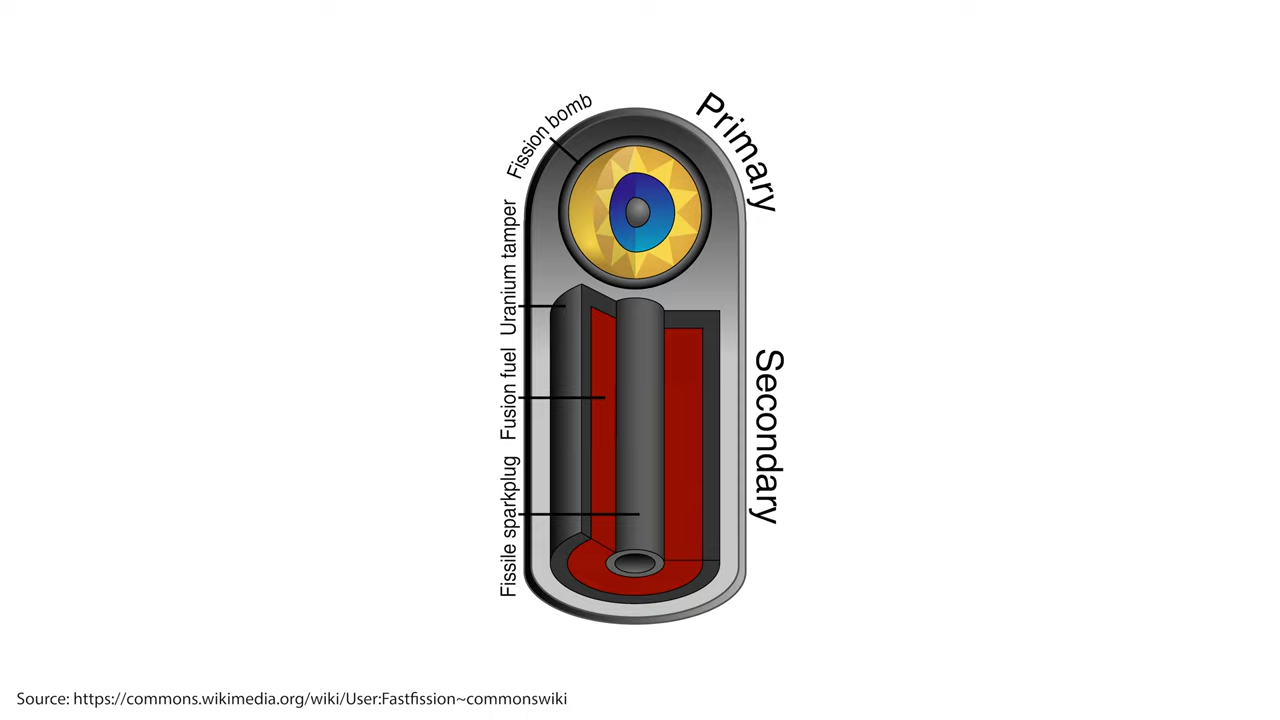 Primary
Fission bomb
Uranium tamper
Fusion fuel
Secondary
Fissile sparkplug
Source: https://commons.wikimedia.org/wiki/User:Fastfission~commonswiki